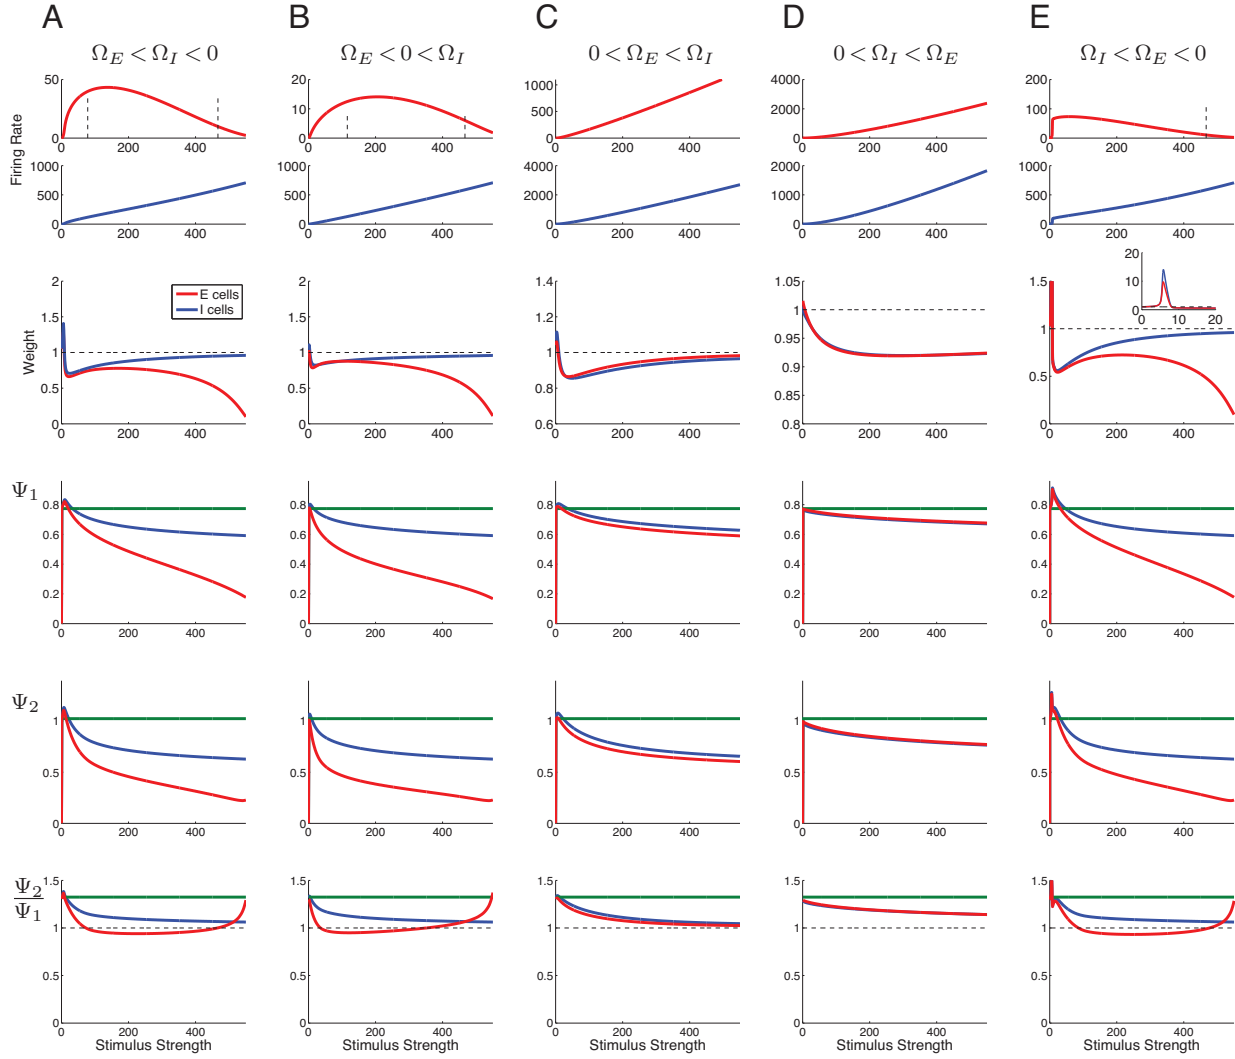 A B C D E
Ω_E < Ω_I < 0 Ω_E < 0 < Ω_I 0 < Ω_E < Ω_I 0 < Ω_I < Ω_E Ω_I < Ω_E < 0
Firing Rate
50 0 0 200 400
20 10 0 0 200 400
1000 500 0 0 200 400
4000 2000 0 0 200 400
200 100 0 0 200 400
1000 500 0 0 200 400
1000 500 0 0 200 400
4000 2000 0 0 200 400
2000 1000 0 0 200 400
1000 500 0 0 200 400
Weight
2 1.5 1 0.5 0 0 200 400
E cells
I cells
2 1.5 1 0.5 0 0 200 400
1.4 1.2 1 0.8 0.6 0 200 400
1.05 1 0.95 0.9 0.85 0.8 0 200 400
1.5 1 0.5 0 0 200 400
20 10 0 0 10 20
Ψ1
0.8 0.6 0.4 0.2 0 0 200 400
0.8 0.6 0.4 0.2 0 0 200 400
0.8 0.6 0.4 0.2 0 0 200 400
0.8 0.6 0.4 0.2 0 0 200 400
0.8 0.6 0.4 0.2 0 0 200 400
Ψ2
1 0.5 0 0 200 400
1 0.5 0 0 200 400
1 0.5 0 0 200 400
1 0.5 0 0 200 400
1 0.5 0 0 200 400
Ψ2
Ψ1
1.5 1 0.5 0 0 200 400
1.5 1 0.5 0 0 200 400
1.5 1 0.5 0 0 200 400
1.5 1 0.5 0 0 200 400
1.5 1 0.5 0 0 200 400
Stimulus Strength Stimulus Strength Stimulus Strength Stimulus Strength Stimulus Strength